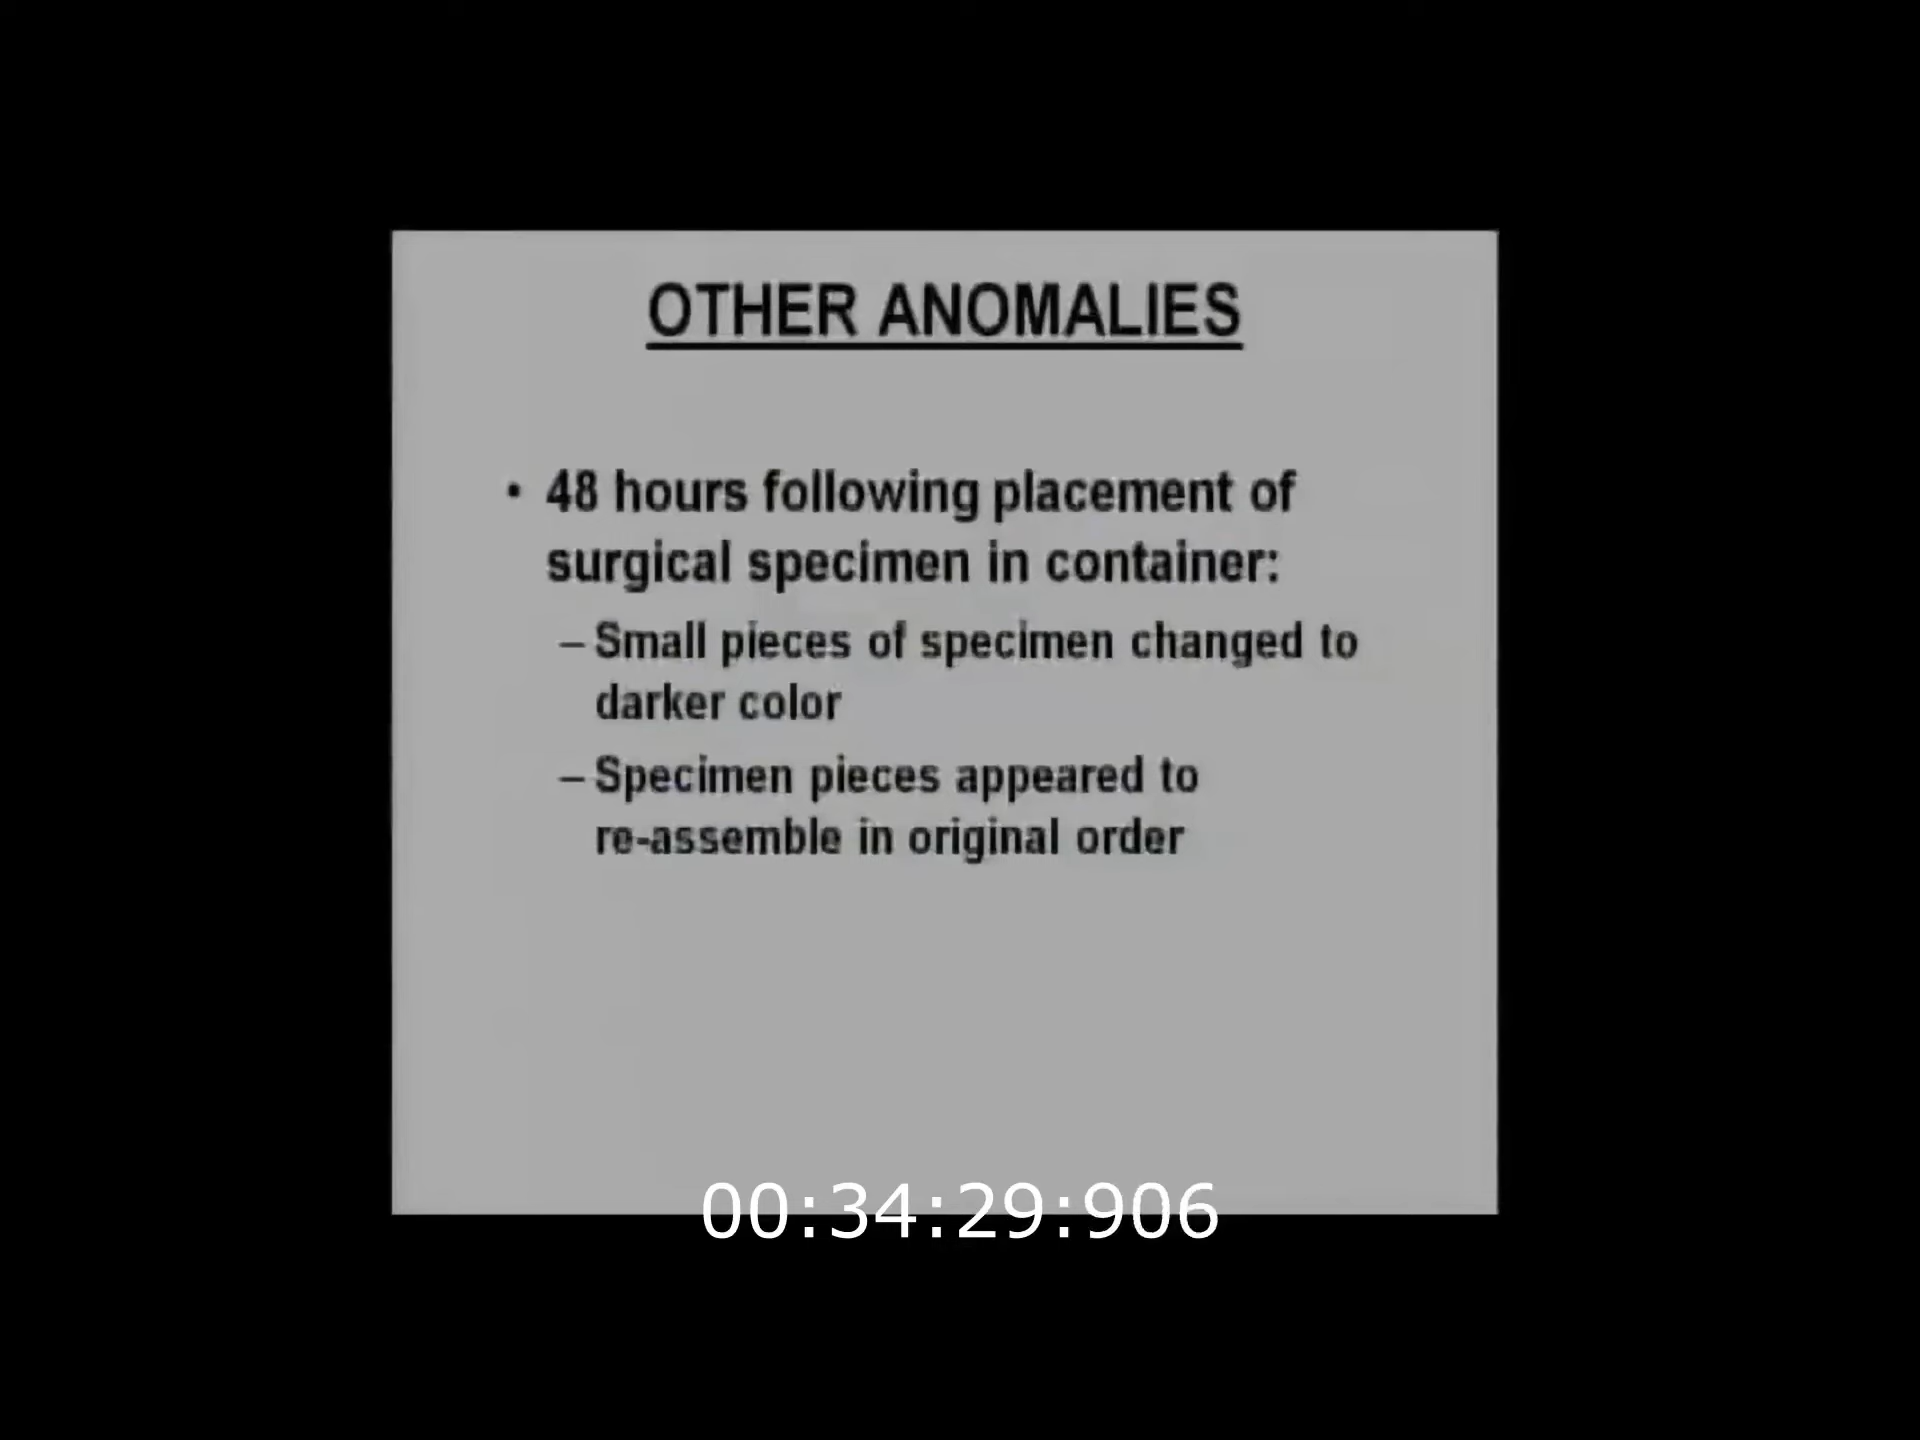 OTHER ANOMALIES
• 48 hours following placement of
surgical specimen in container:
– Small pieces of specimen changed to
darker color
– Specimen pieces appeared to
re-assemble in original order
00:34:29:906